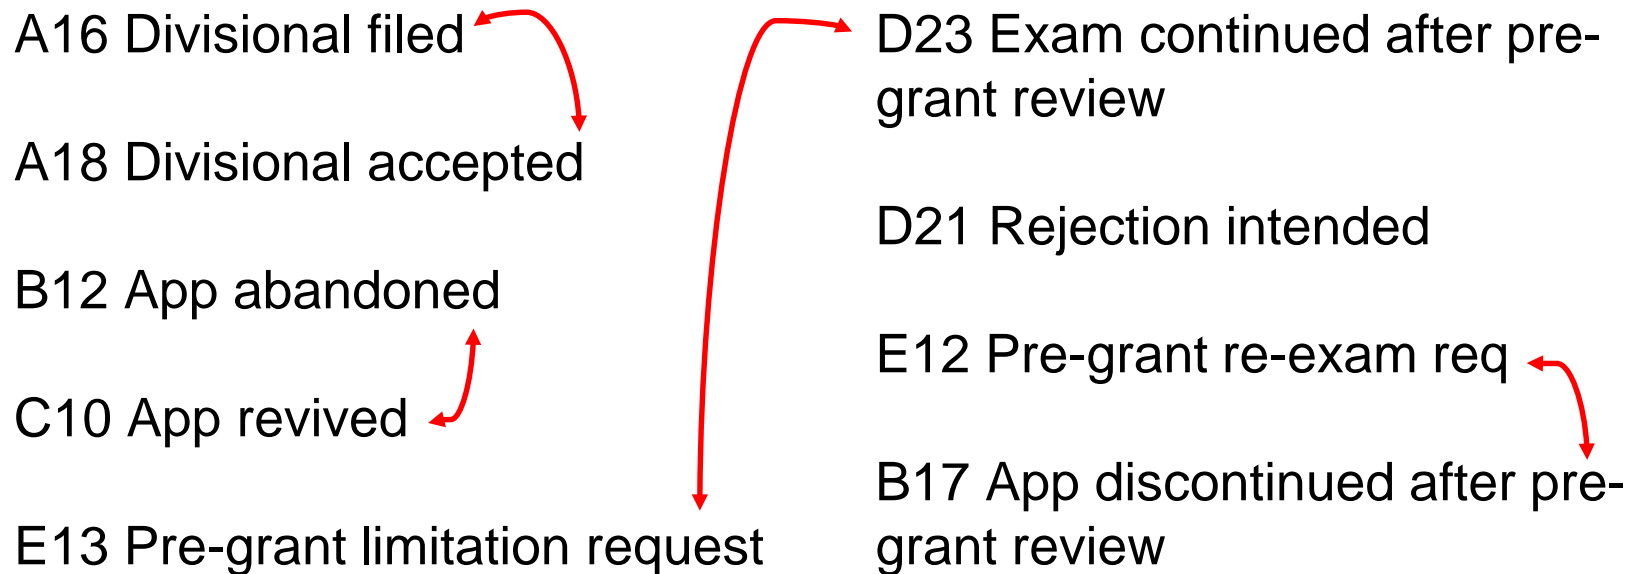 A16 Divisional filed
A18 Divisional accepted
B12 App abandoned
C10 App revived
E13 Pre-grant limitation request
D23 Exam continued after pre-
grant review
D21 Rejection intended
E12 Pre-grant re-exam req
B17 App discontinued after pre-
grant review